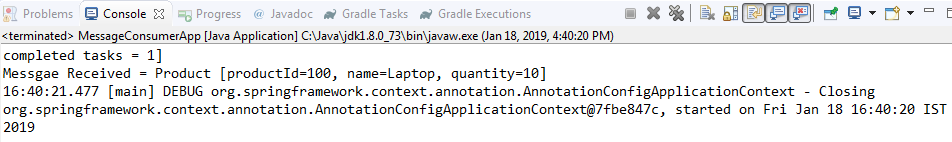 Problems Console Progress Javadoc Gradle Tasks Gradle Executions
<terminated> MessageConsumerApp [Java Application] C:\Java\jdk1.8.0_73\bin\javaw.exe (Jan 18, 2019, 4:40:20 PM)
completed tasks = 1]
Messgae Received = Product [productId=100, name=Laptop, quantity=10]
16:40:21.477 [main] DEBUG org.springframework.context.annotation.AnnotationConfigApplicationContext - Closing
org.springframework.context.annotation.AnnotationConfigApplicationContext@7fbe847c, started on Fri Jan 18 16:40:20 IST
2019